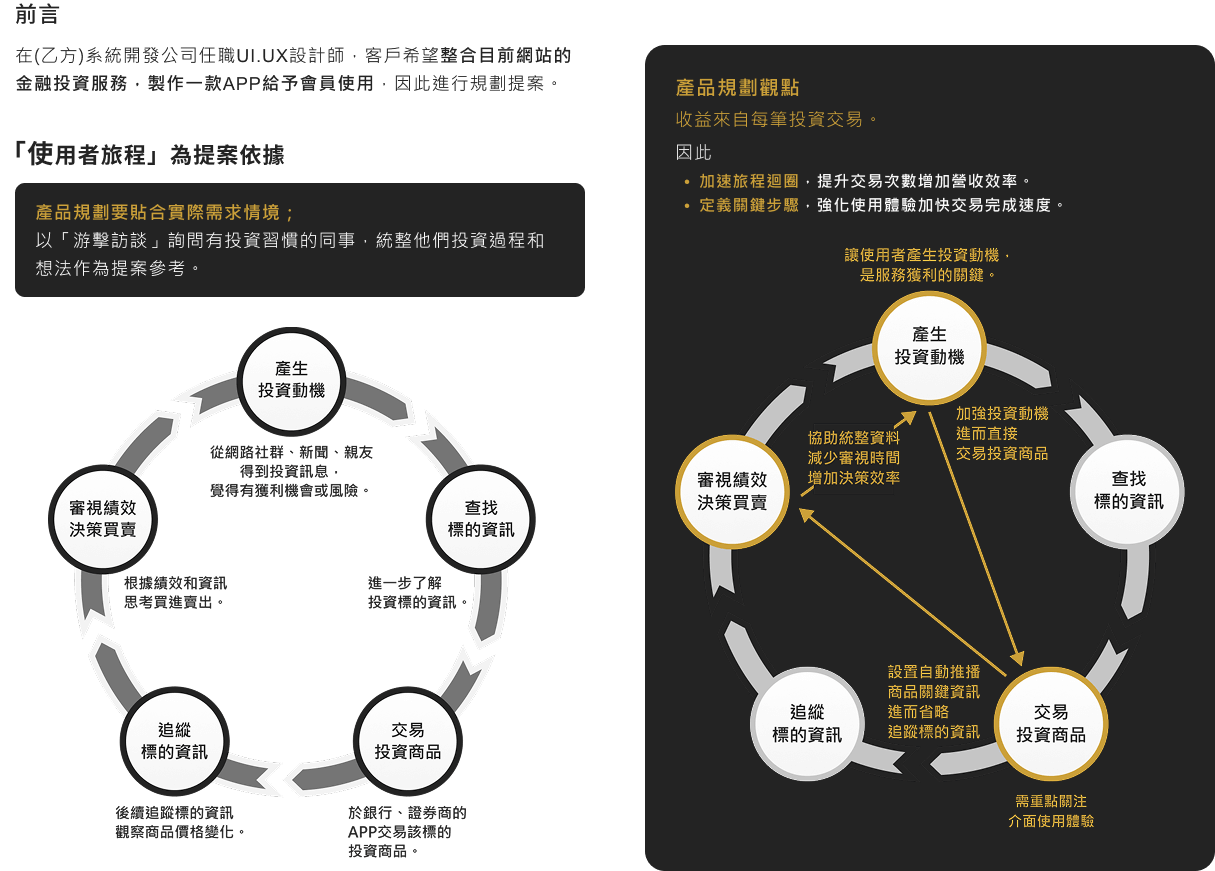 前言
在(乙方)系統開發公司任職UI.UX設計師，客戶希望整合目前網站的
金融投資服務，製作一款APP給予會員使用，因此進行規劃提案。
「使用者旅程」為提案依據
產品規劃要貼合實際需求情境；
以「游擊訪談」詢問有投資習慣的同事，統整他們投資過程和
想法作為提案參考。
產生
投資動機
從網路社群、新聞、親友
得到投資訊息，
覺得有獲利機會或風險。
審視績效
決策買賣
查找
標的資訊
根據績效和資訊
思考買進賣出。
進一步了解
投資標的資訊。
追縱
標的資訊
交易
投資商品
後續追蹤標的資訊
觀察商品價格變化。
於銀行、證券商的
APP交易該標的
投資商品。
產品規劃觀點
收益來自每筆投資交易。
因此
• 加速旅程迴圈，提升交易次數增加營收效率。
• 定義關鍵步驟，強化使用體驗加快交易完成速度。
讓使用者產生投資動機，
是服務獲利的關鍵。
產生
投資動機
加強投資動機
進而直接
交易投資商品
協助統整資料
減少審視時間
增加決策效率
審視績效
決策買賣
查找
標的資訊
設置自動推播
商品關鍵資訊
進而省略
追蹤標的資訊
追縱
標的資訊
交易
投資商品
需重點關注
介面使用體驗